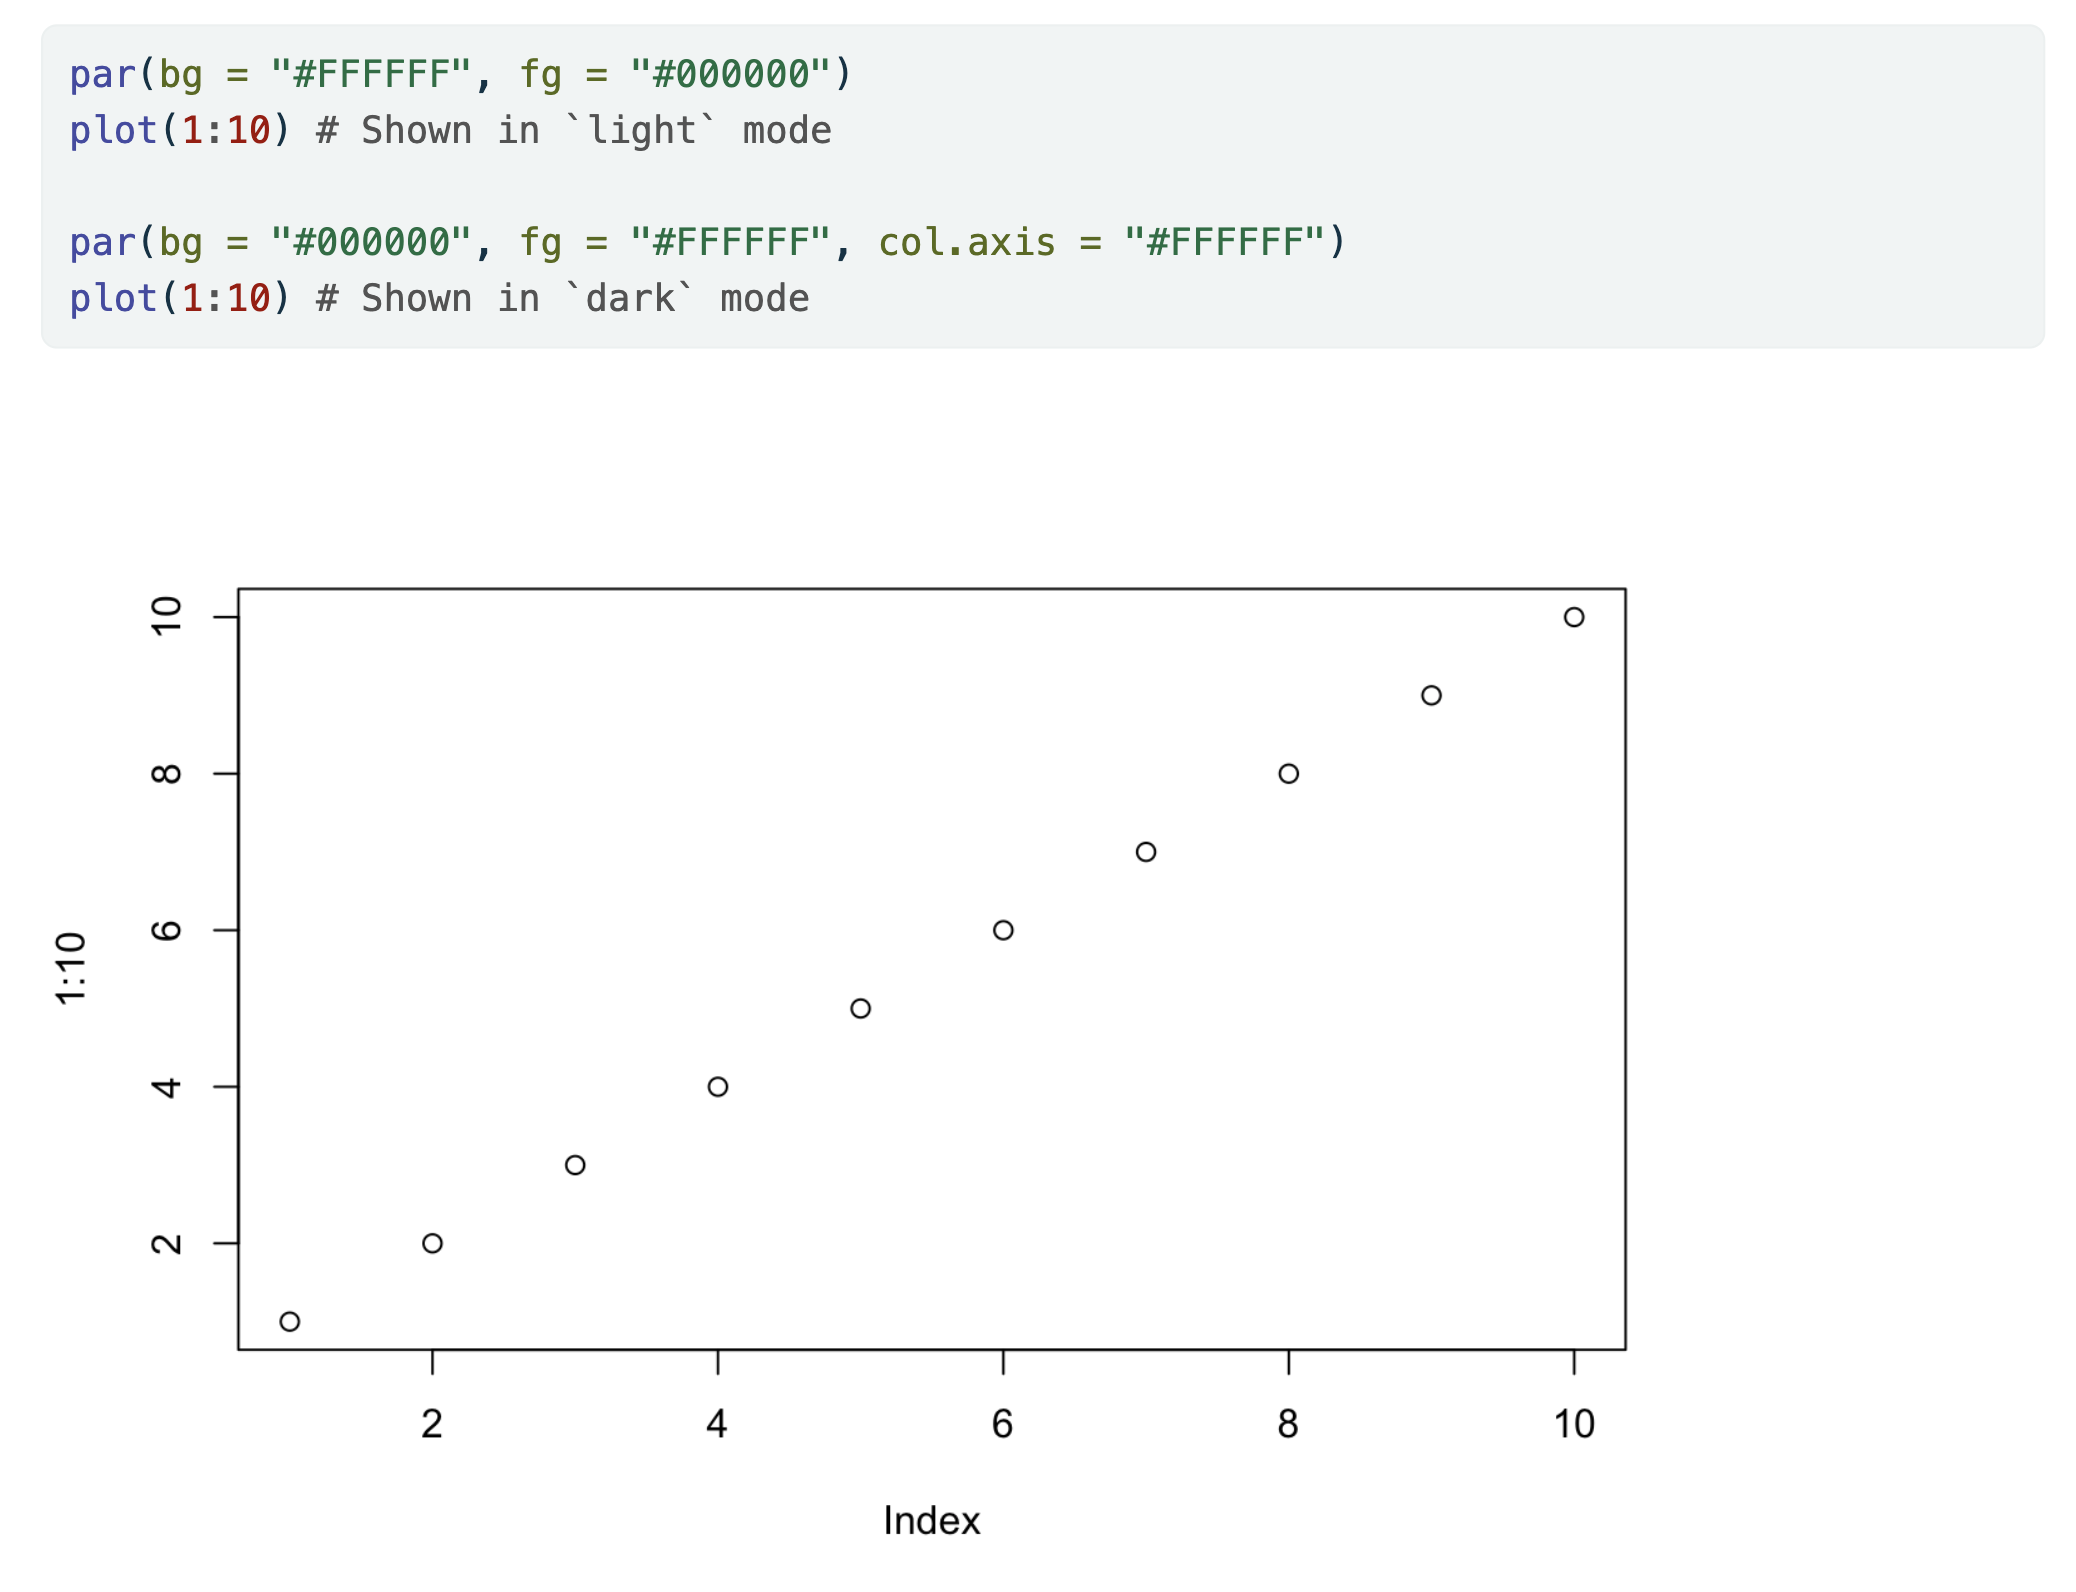 par(bg = "#FFFFFF", fg = "#000000")
plot(1:10) # Shown in `light` mode
par(bg = "#000000", fg = "#FFFFFF", col.axis = "#FFFFFF")
plot(1:10) # Shown in `dark` mode
10
8
6
4
2
1:10
2 4 6 8 10
Index